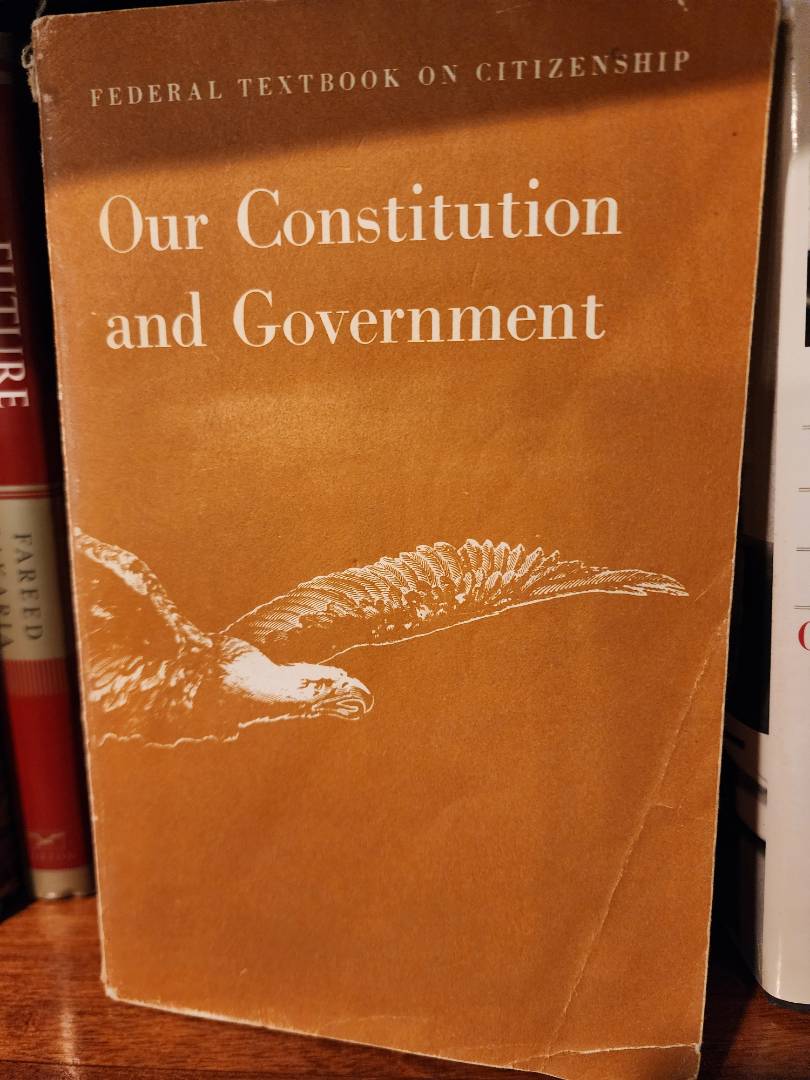 FEDERAL TEXTBOOK ON CITIZENSHIP
Our Constitution
and Government
FUTURE
FAREED